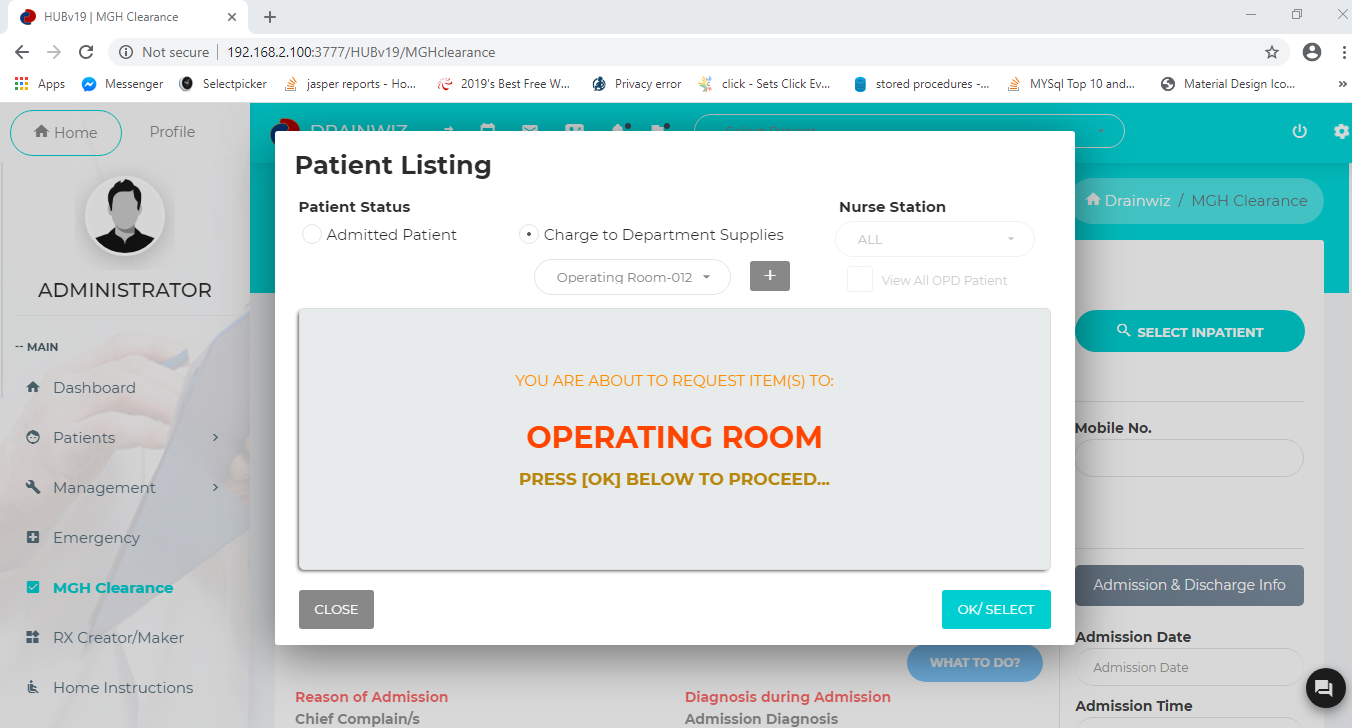 HUBv19 | MGH Clearance
Not secure | 192.168.2.100:3777/HUBv19/MGHclearance
Apps Messenger Selectpicker jasper reports - Ho... 2019's Best Free W... Privacy error click - Sets Click Ev... stored procedures -... MYSql Top 10 and... Material Design Ico... »
Home Profile
DRAINWIZ
Drainwiz / MGH Clearance
ADMINISTRATOR
-- MAIN
Dashboard
Patients
Management
Emergency
MGH Clearance
RX Creator/Maker
Home Instructions
Patient Listing
Patient Status
Nurse Station
Admitted Patient
Charge to Department Supplies
ALL
Operating Room-012
+
View All OPD Patient
YOU ARE ABOUT TO REQUEST ITEM(S) TO:
OPERATING ROOM
PRESS [OK] BELOW TO PROCEED...
CLOSE
OK/ SELECT
SELECT INPATIENT
Mobile No.
Admission & Discharge Info
Admission Date
Admission Date
Admission Time
WHAT TO DO?
Reason of Admission
Chief Complain/s
Diagnosis during Admission
Admission Diagnosis